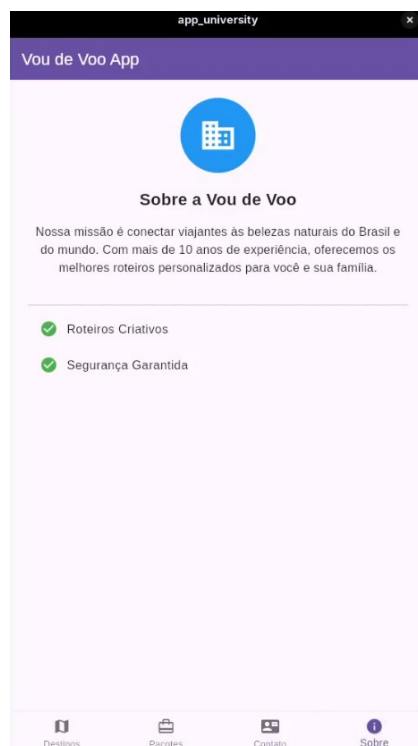 app_university
Vou de Voo App
Sobre a Vou de Voo
Nossa missão é conectar viajantes às belezas naturais do Brasil e
do mundo. Com mais de 10 anos de experiência, oferecemos os
melhores roteiros personalizados para você e sua família.
Roteiros Criativos
Segurança Garantida
Destinos Pacotes Contato Sobre